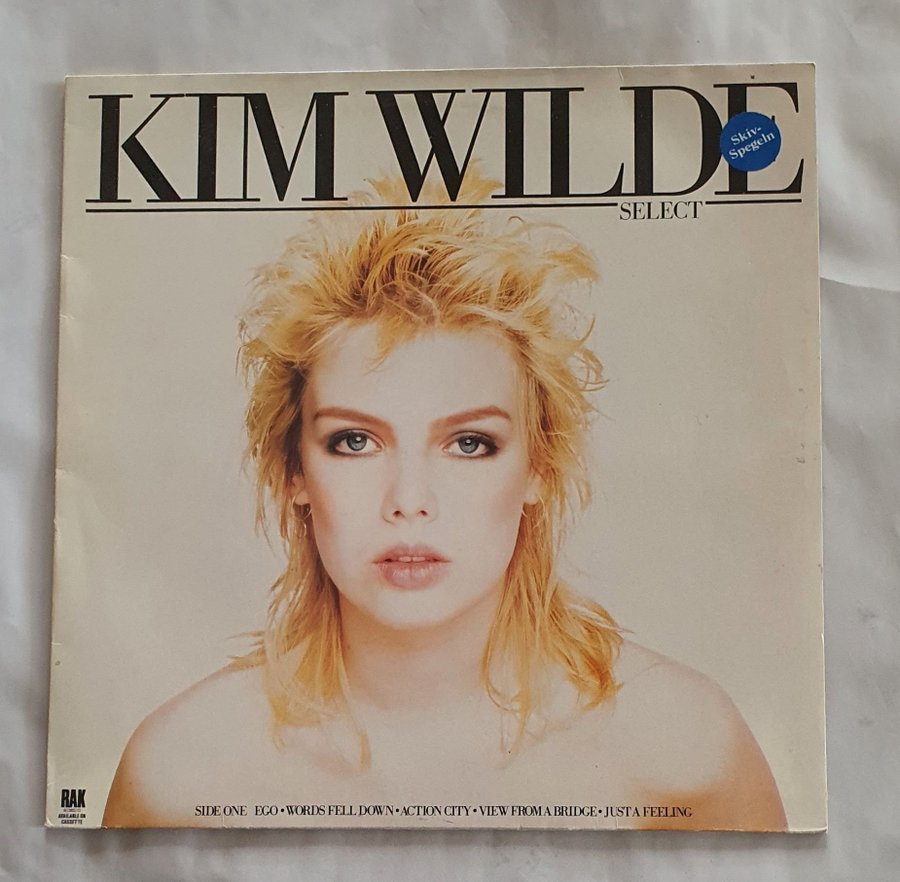 KIM WILDE
Skiv-
Spegeln
SELECT
RAK
AVAILABLE ON
CASSETTE
SIDE ONE EGO • WORDS FELL DOWN • ACTION CITY • VIEW FROM A BRIDGE • JUST A FEELING